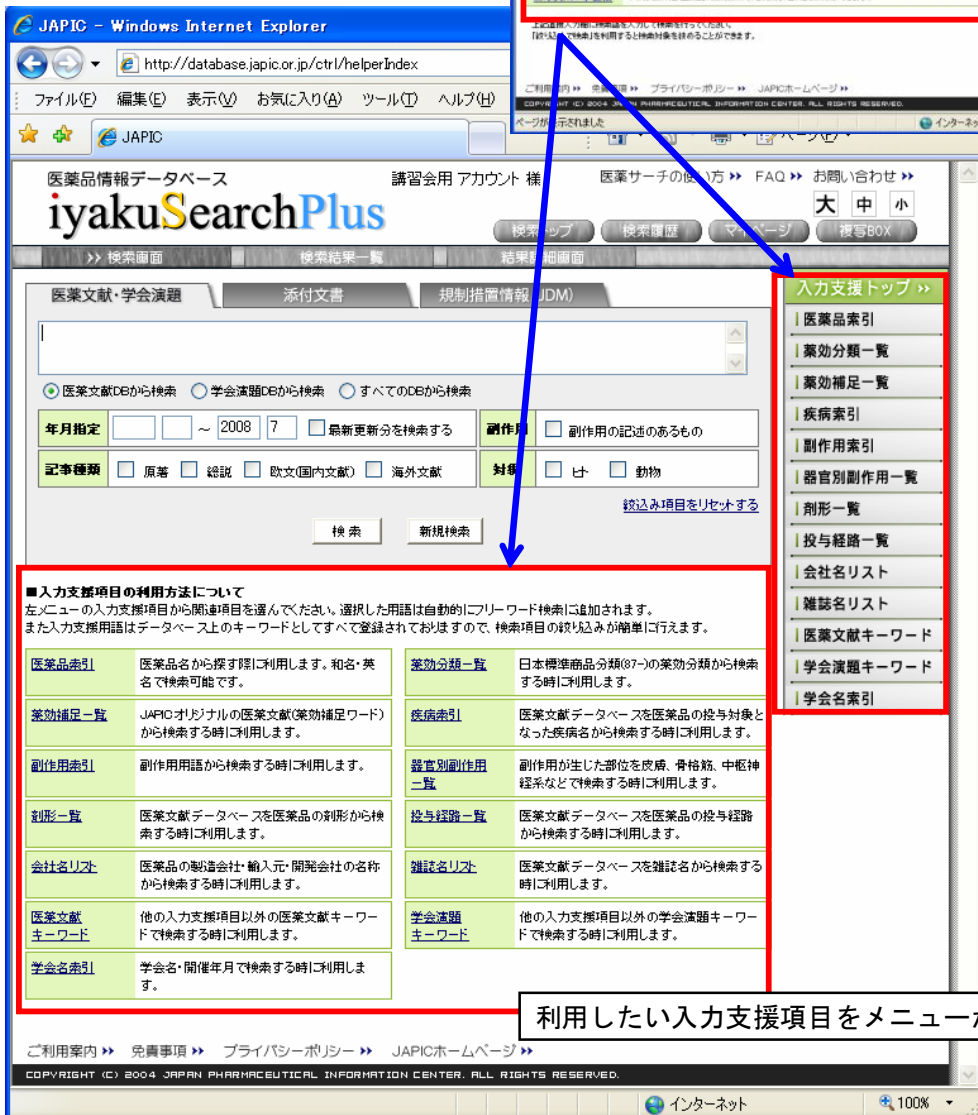 上記直接入力欄に検索語を入力して検索を行ってください。
「絞り込んで検索」を利用すると検索対象を狭めることができます。
プライバシーポリシー JAPICホームページ
COPYRIGHT (C) 2004 JAPAN PHARMACEUTICAL INFORMATION CENTER. ALL RIGHTS RESERVED.
ページが表示されました
JAPIC - Windows Internet Explorer
http://database.japic.or.jp/ctrl/helperIndex
ファイル(F) 編集(E) 表示(V) お気に入り(A) ツール(T) ヘルプ(H)
JAPIC
医薬品情報データベース
講習会用 アカウント 様
医薬サーチの使い方 FAQ お問い合わせ
iyakuSearchPlus
大 中 小
検索トップ 検索履歴 マイページ 複写BOX
>> 検索画面 検索結果一覧 結果詳細画面
医薬文献・学会演題 添付文書 規制措置情報(JDM)
医薬文献DBから検索 学会演題DBから検索 すべてのDBから検索
年月指定 ~ 2008 7 最新更新分を検索する 副作用 副作用の記述のあるもの
記事種類 原著 総説 欧文(国内文献) 海外文献 対象 ヒト 動物
絞込み項目をリセットする
検 索 新規検索
入力支援トップ
医薬品索引
薬効分類一覧
薬効補足一覧
疾病索引
副作用索引
器官別副作用一覧
剤形一覧
投与経路一覧
会社名リスト
雑誌名リスト
医薬文献キーワード
学会演題キーワード
学会名索引
■入力支援項目の利用方法について
左メニューの入力支援項目から関連項目を選んでください。選択した用語は自動的にフリーワード検索に追加されます。
また入力支援用語はデータベース上のキーワードとしてすべて登録されておりますので、検索項目の絞り込みが簡単に行えます。
医薬品索引 医薬品名から探す際に利用します。和名・英
名で検索可能です。
薬効分類一覧 日本標準商品分類(87-)の薬効分類から検索
する時に利用します。
薬効補足一覧 JAPICオリジナルの医薬文献(薬効補足ワード)
から検索する時に利用します。
疾病索引 医薬文献データベースを医薬品の投与対象と
なった疾病名から検索する時に利用します。
副作用索引 副作用用語から検索する時に利用します。
器官別副作用 副作用が生じた部位を皮膚、骨格筋、中枢神
一覧 経系などで検索する時に利用します。
剤形一覧 医薬文献データベースを医薬品の剤形から検
索する時に利用します。
投与経路一覧 医薬文献データベースを医薬品の投与経路
から検索する時に利用します。
会社名リスト 医薬品の製造会社・輸入元・開発会社の名称
から検索する時に利用します。
雑誌名リスト 医薬文献データベースを雑誌名から検索する
時に利用します。
医薬文献 他の入力支援項目以外の医薬文献キーワー
キーワード ドで検索する時に利用します。
学会演題 他の入力支援項目以外の学会演題キーワー
キーワード ドで検索する時に利用します。
学会名索引 学会名・開催年月で検索する時に利用しま
す。
利用したい入力支援項目をメニュー
ご利用案内 免責事項 プライバシーポリシー JAPICホームページ
COPYRIGHT (C) 2004 JAPAN PHARMACEUTICAL INFORMATION CENTER. ALL RIGHTS RESERVED.
インターネット 100%